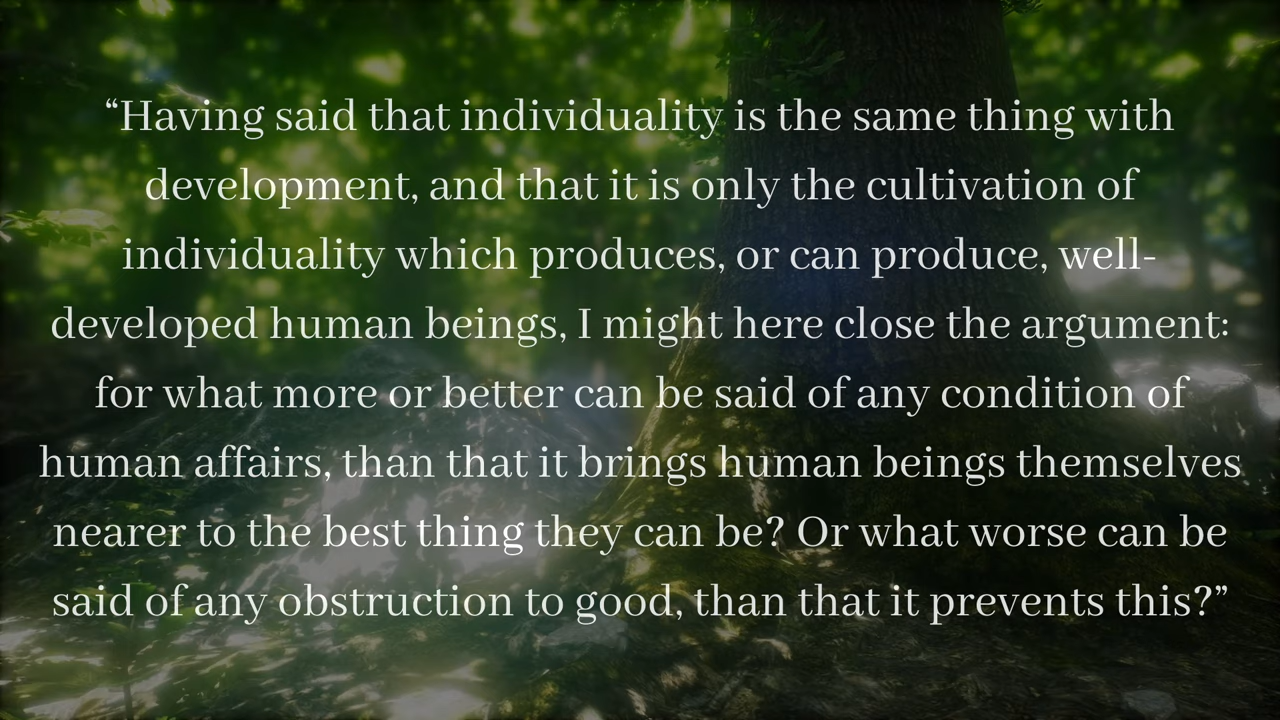 “Having said that individuality is the same thing with
development, and that it is only the cultivation of
individuality which produces, or can produce, well-
developed human beings, I might here close the argument:
for what more or better can be said of any condition of
human affairs, than that it brings human beings themselves
nearer to the best thing they can be? Or what worse can be
said of any obstruction to good, than that it prevents this?”